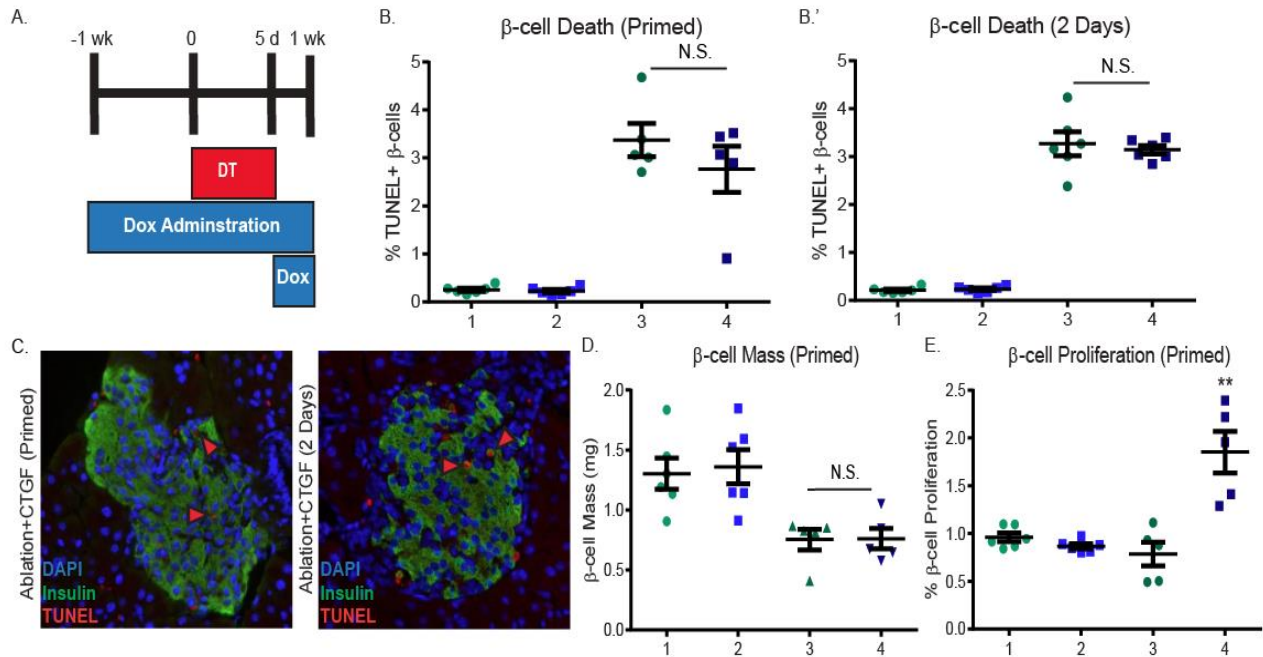 A.
-1 wk 0 5 d 1 wk
DT
Dox Adminstration
Dox
B.
β-cell Death (Primed)
N.S.
% TUNEL+ β-cells
5
4
3
2
1
0
1 2 3 4
B.’
β-cell Death (2 Days)
N.S.
% TUNEL+ β-cells
5
4
3
2
1
0
1 2 3 4
C.
Ablation+CTGF (Primed)
DAPI
Insulin
TUNEL
Ablation+CTGF (2 Days)
DAPI
Insulin
TUNEL
D.
β-cell Mass (Primed)
N.S.
β-cell Mass (mg)
2.0
1.5
1.0
0.5
0.0
1 2 3 4
E.
β-cell Proliferation (Primed)
**
% β-cell Proliferation
2.5
2.0
1.5
1.0
0.5
0.0
1 2 3 4